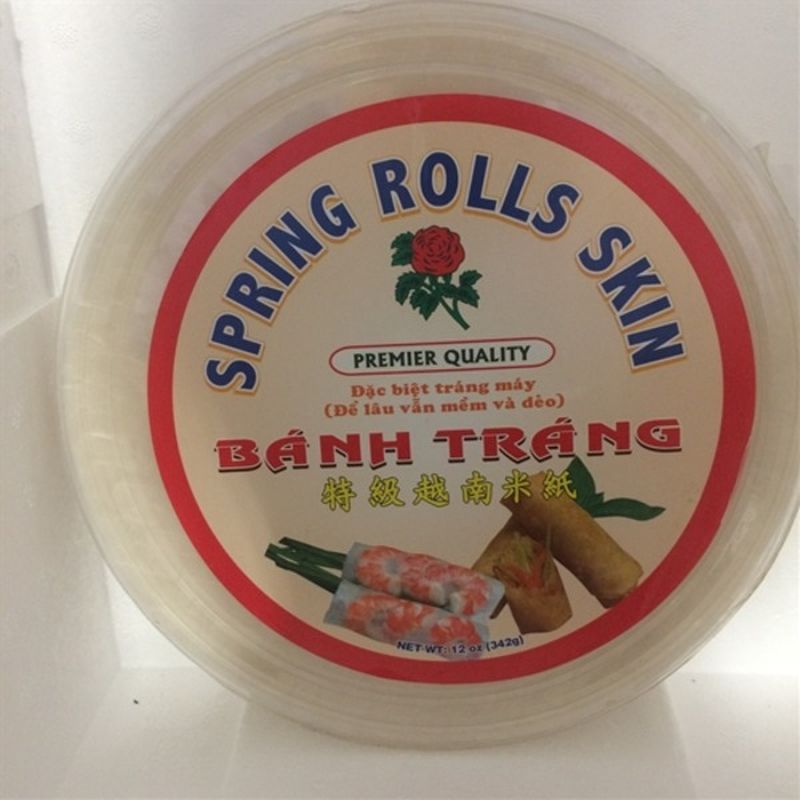 SPRING ROLLS SKIN
PREMIER QUALITY
Đặc biệt tráng máy
(Để lâu vẫn mềm và dẻo)
BÁNH TRÁNG
特級越南米紙
NET WT: 12 oz (342g)